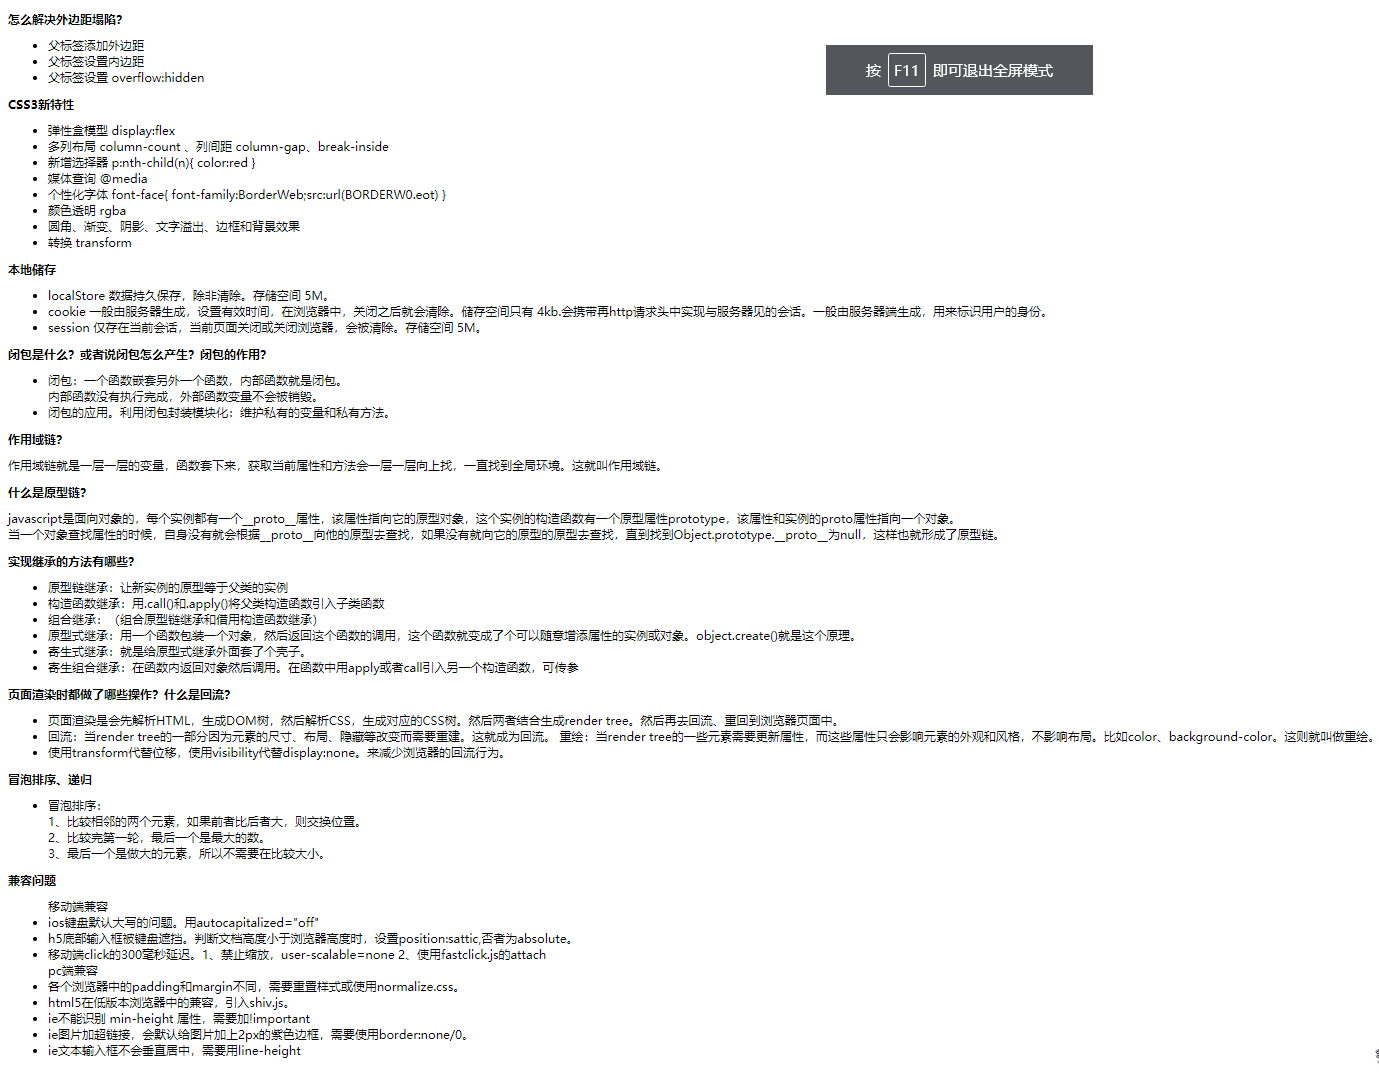 怎么解决外边距塌陷?
父标签添加外边距
父标签设置内边距
父标签设置 overflow:hidden
按 F11 即可退出全屏模式
CSS3新特性
弹性盒模型 display:flex
多列布局 column-count 、列间距 column-gap、break-inside
新增选择器 p:nth-child(n){ color:red }
媒体查询 @media
个性化字体 font-face{ font-family:BorderWeb;src:url(BORDERW0.eot) }
颜色透明 rgba
圆角、渐变、阴影、文字溢出、边框和背景效果
转换 transform
本地储存
localStore 数据持久保存，除非清除。存储空间 5M。
cookie 一般由服务器生成，设置有效时间，在浏览器中，关闭之后就会清除。储存空间只有 4kb.会携带再http请求头中实现与服务器见的会话。一般由服务器端生成，用来标识用户的身份。
session 仅存在当前会话，当前页面关闭或关闭浏览器，会被清除。存储空间 5M。
闭包是什么？或者说闭包怎么产生？闭包的作用？
闭包：一个函数嵌套另外一个函数，内部函数就是闭包。
内部函数没有执行完成，外部函数变量不会被销毁。
闭包的应用。利用闭包封装模块化：维护私有的变量和私有方法。
作用域链?
作用域链就是一层一层的变量，函数套下来，获取当前属性和方法会一层一层向上找，一直找到全局环境。这就叫作用域链。
什么是原型链?
javascript是面向对象的，每个实例都有一个__proto__属性，该属性指向它的原型对象，这个实例的构造函数有一个原型属性prototype，该属性和实例的proto属性指向一个对象。
当一个对象查找属性的时候，自身没有就会根据__proto__向他的原型去查找，如果没有就向它的原型的原型去查找，直到找到Object.prototype.__proto__为null，这样也就形成了原型链。
实现继承的方法有哪些?
原型链继承：让新实例的原型等于父类的实例
构造函数继承：用.call()和.apply()将父类构造函数引入子类函数
组合继承：（组合原型链继承和借用构造函数继承）
原型式继承：用一个函数包装一个对象，然后返回这个函数的调用，这个函数就变成了个可以随意增添属性的实例或对象。object.create()就是这个原理。
寄生式继承：就是给原型式继承外面套了个壳子。
寄生组合继承：在函数内返回对象然后调用。在函数中用apply或者call引入另一个构造函数，可传参
页面渲染时都做了哪些操作？什么是回流？
页面渲染是会先解析HTML，生成DOM树，然后解析CSS，生成对应的CSS树。然后两者结合生成render tree。然后再去回流、重回到浏览器页面中。
回流：当render tree的一部分因为元素的尺寸、布局、隐藏等改变而需要重建。这就成为回流。 重绘：当render tree的一些元素需要更新属性，而这些属性只会影响元素的外观和风格，不影响布局。比如color、background-color。这则就叫做重绘。
使用transform代替位移，使用visibility代替display:none。来减少浏览器的回流行为。
冒泡排序、递归
冒泡排序：
1、比较相邻的两个元素，如果前者比后者大，则交换位置。
2、比较完第一轮，最后一个是最大的数。
3、最后一个是做大的元素，所以不需要在比较大小。
兼容问题
移动端兼容
ios键盘默认大写的问题。用autocapitalized="off"
h5底部输入框被键盘遮挡。判断文档高度小于浏览器高度时，设置position:sattic,否者为absolute。
移动端click的300毫秒延迟。1、禁止缩放，user-scalable=none 2、使用fastclick.js的attach
pc端兼容
各个浏览器中的padding和margin不同，需要重置样式或使用normalize.css。
html5在低版本浏览器中的兼容，引入shiv.js。
ie不能识别 min-height 属性，需要加!important
ie图片加超链接，会默认给图片加上2px的紫色边框，需要使用border:none/0。
ie文本输入框不会垂直居中，需要用line-height